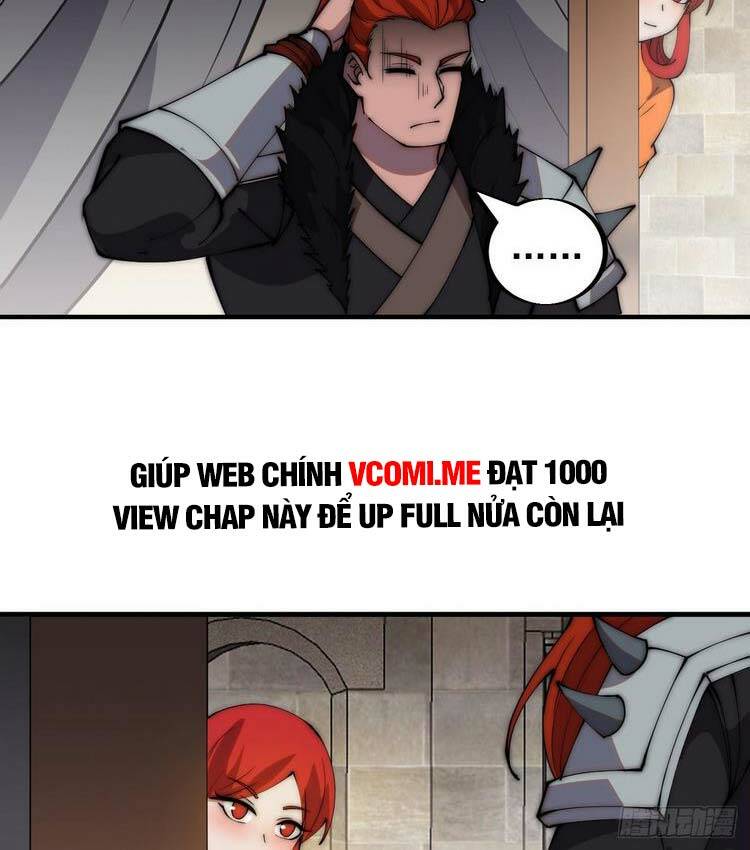 ......
GIÚP WEB CHÍNH VCOMI.ME ĐẠT 1000
VIEW CHAP NÀY ĐỂ UP FULL NỬA CÒN LẠI